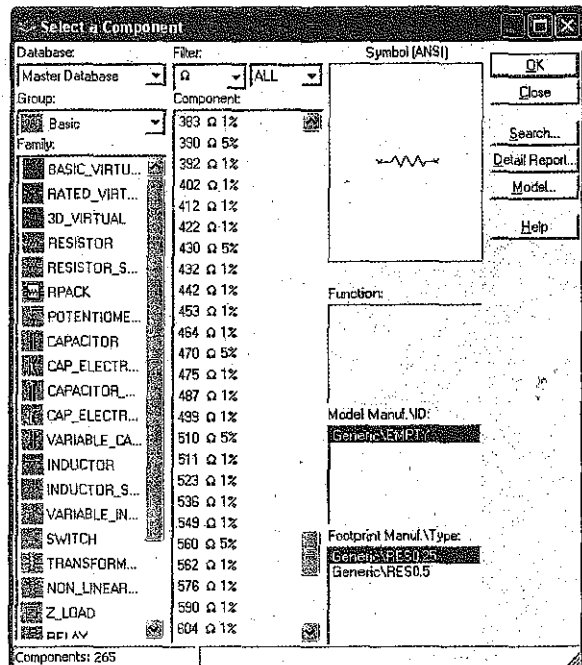 Select a Component
Database:
Master Database
Group:
Basic
Family:
BASIC_VIRTU...
RATED_VIRT...
3D_VIRTUAL
RESISTOR
RESISTOR_S...
RPACK
POTENTIOME...
CAPACITOR
CAP_ELECTR...
CAPACITOR_...
CAP_ELECTR...
VARIABLE_CA...
INDUCTOR
INDUCTOR_S...
VARIABLE_IN...
SWITCH
TRANSFORM...
NON_LINEAR...
Z_LOAD
RELAY
Filter:
Ω
ALL
Component:
383 Ω 1%
390 Ω 5%
392 Ω 1%
402 Ω 1%
412 Ω 1%
422 Ω 1%
430 Ω 5%
432 Ω 1%
442 Ω 1%
453 Ω 1%
464 Ω 1%
470 Ω 5%
475 Ω 1%
487 Ω 1%
499 Ω 1%
510 Ω 5%
511 Ω 1%
523 Ω 1%
536 Ω 1%
549 Ω 1%
560 Ω 5%
562 Ω 1%
576 Ω 1%
590 Ω 1%
604 Ω 1%
Symbol (ANSI)
Function:
Model Manuf.\ID:
Generic\EMPTY
Footprint Manuf.\Type:
Generic\RES0.25
Generic\RES0.5
OK
Close
Search...
Detail Report...
Model...
Help
Components: 265